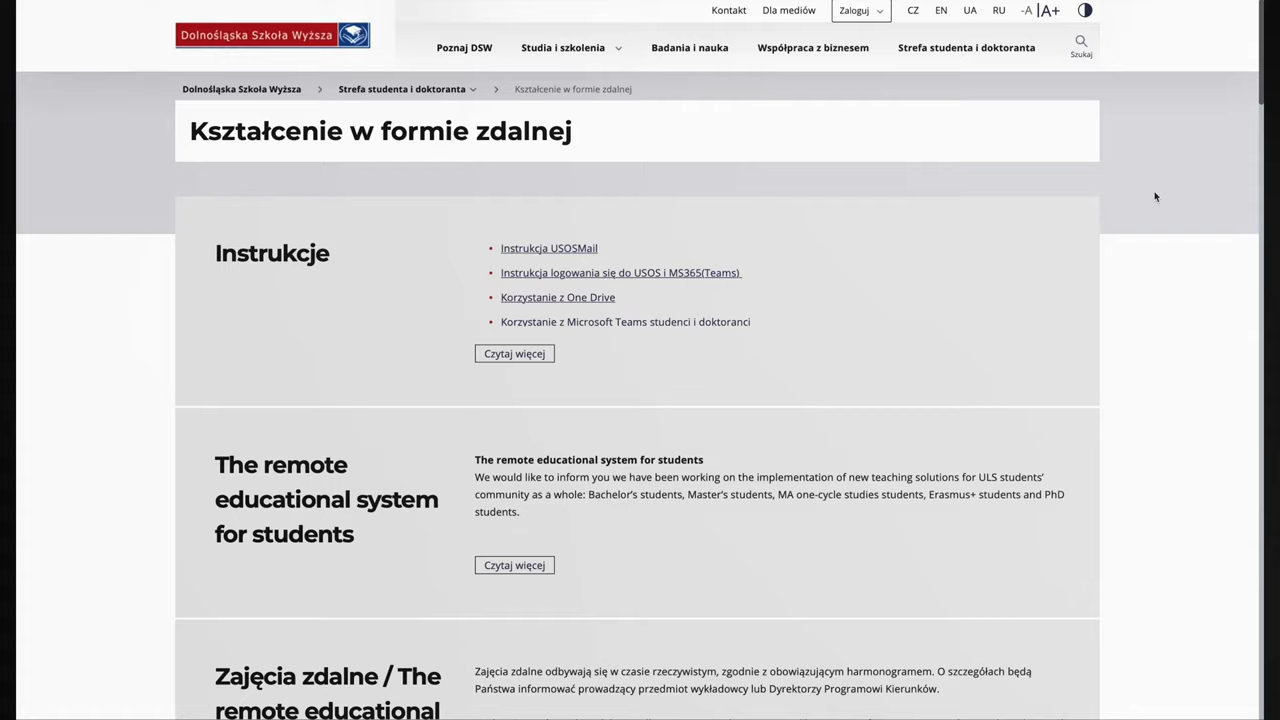 Kontakt Dla mediów Zaloguj CZ EN UA RU -A A+
Dolnośląska Szkoła Wyższa
Poznaj DSW Studia i szkolenia Badania i nauka Współpraca z biznesem Strefa studenta i doktoranta Szukaj
Dolnośląska Szkoła Wyższa Strefa studenta i doktoranta Kształcenie w formie zdalnej
Kształcenie w formie zdalnej
Instrukcje
• Instrukcja USOSMail
• Instrukcja logowania się do USOS i MS365(Teams)
• Korzystanie z One Drive
• Korzystanie z Microsoft Teams studenci i doktoranci
Czytaj więcej
The remote
educational system
for students
The remote educational system for students
We would like to inform you we have been working on the implementation of new teaching solutions for ULS students’
community as a whole: Bachelor’s students, Master’s students, MA one-cycle studies students, Erasmus+ students and PhD
students.
Czytaj więcej
Zajęcia zdalne / The
remote educational
Zajęcia zdalne odbywają się w czasie rzeczywistym, zgodnie z obowiązującym harmonogramem. O szczegółach będą
Państwa informować prowadzący przedmiot wykładowcy lub Dyrektorzy Programowi Kierunków.